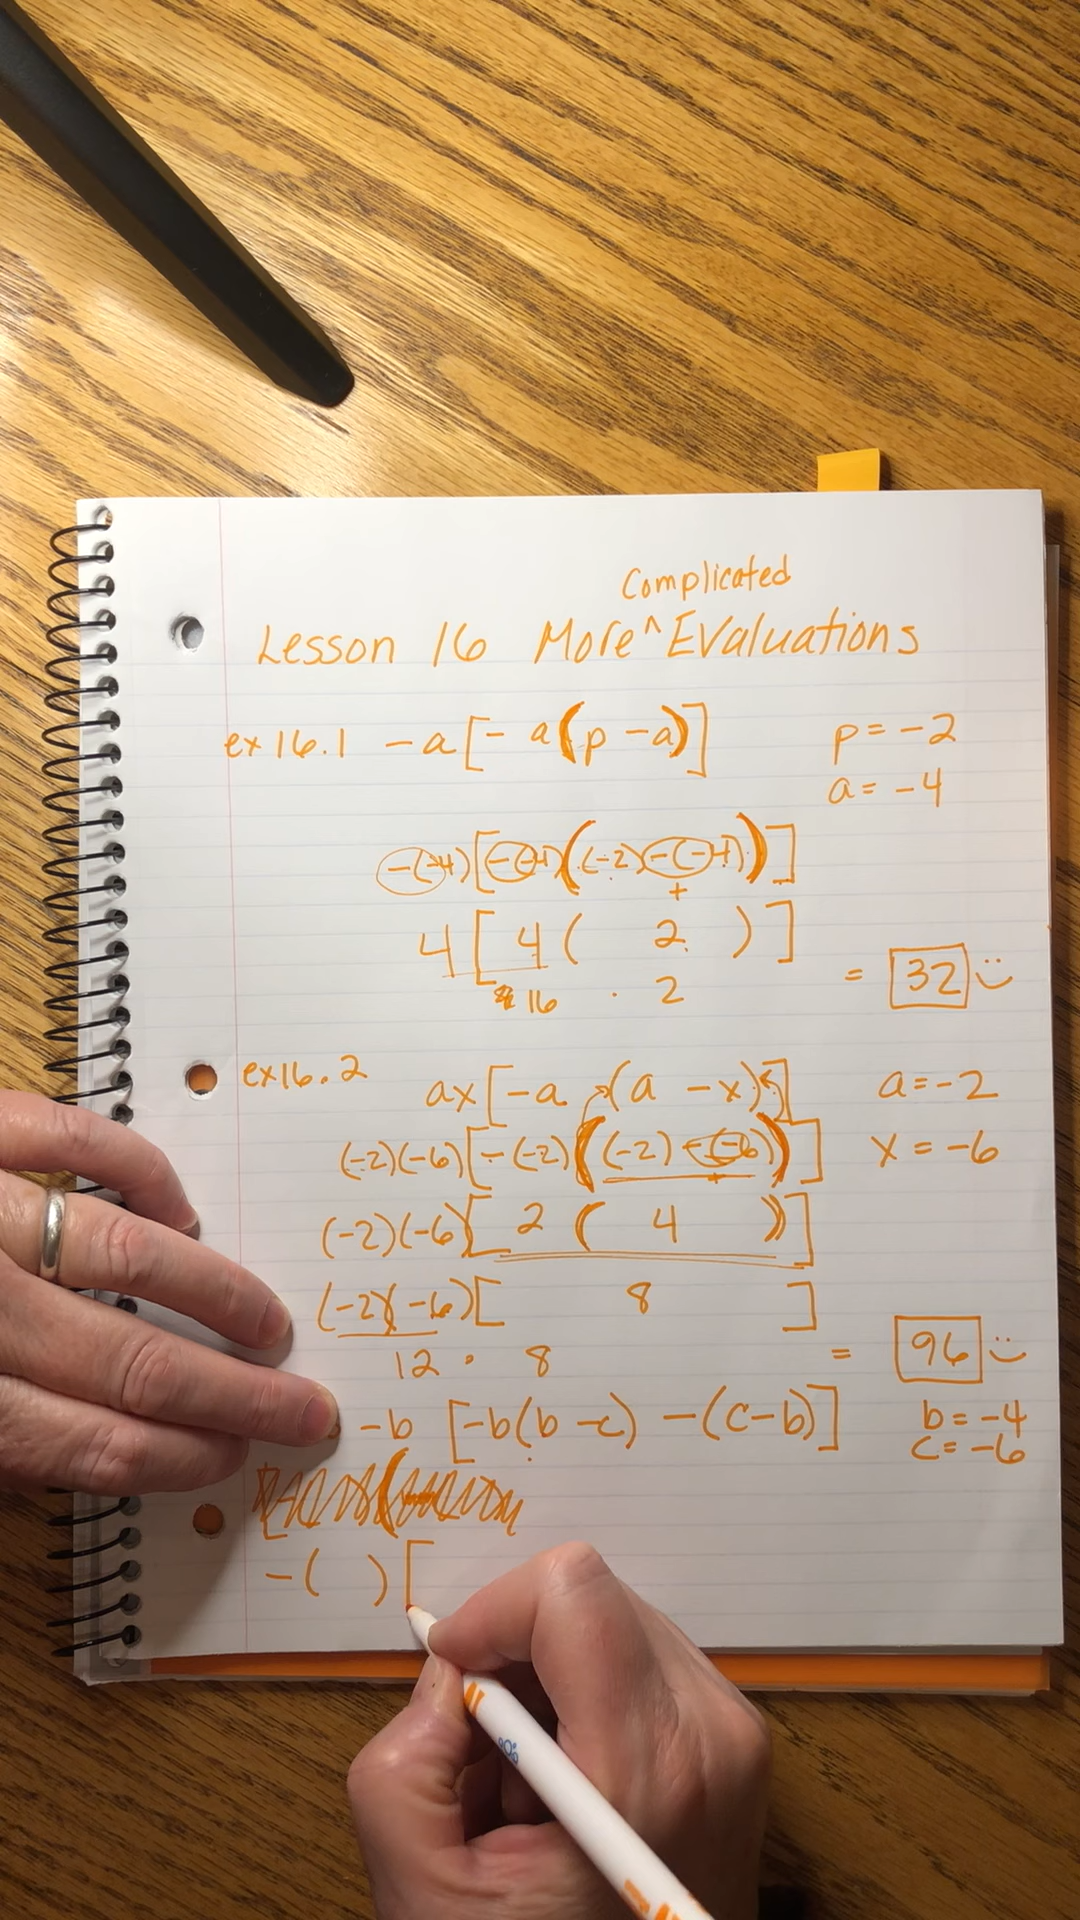 Complicated
Lesson 16 More ^ Evaluations
ex 16.1 -a[- a(p -a)] p= -2
a= -4
-(-4)[-(-4)((-2)-(-4))]
+
4[ 4( 2 )]
16 · 2 = 32
ex16.2 ax[-a (a -x)] a=-2
(-2)(-6)[-(-2)((-2) -(-6))] x = -6
+
(-2)(-6)[ 2 ( 4 )]
(-2)(-6)[ 8 ]
12 · 8 = 96
-b [-b(b -c) -(c-b)] b=-4
c=-6
-( )[